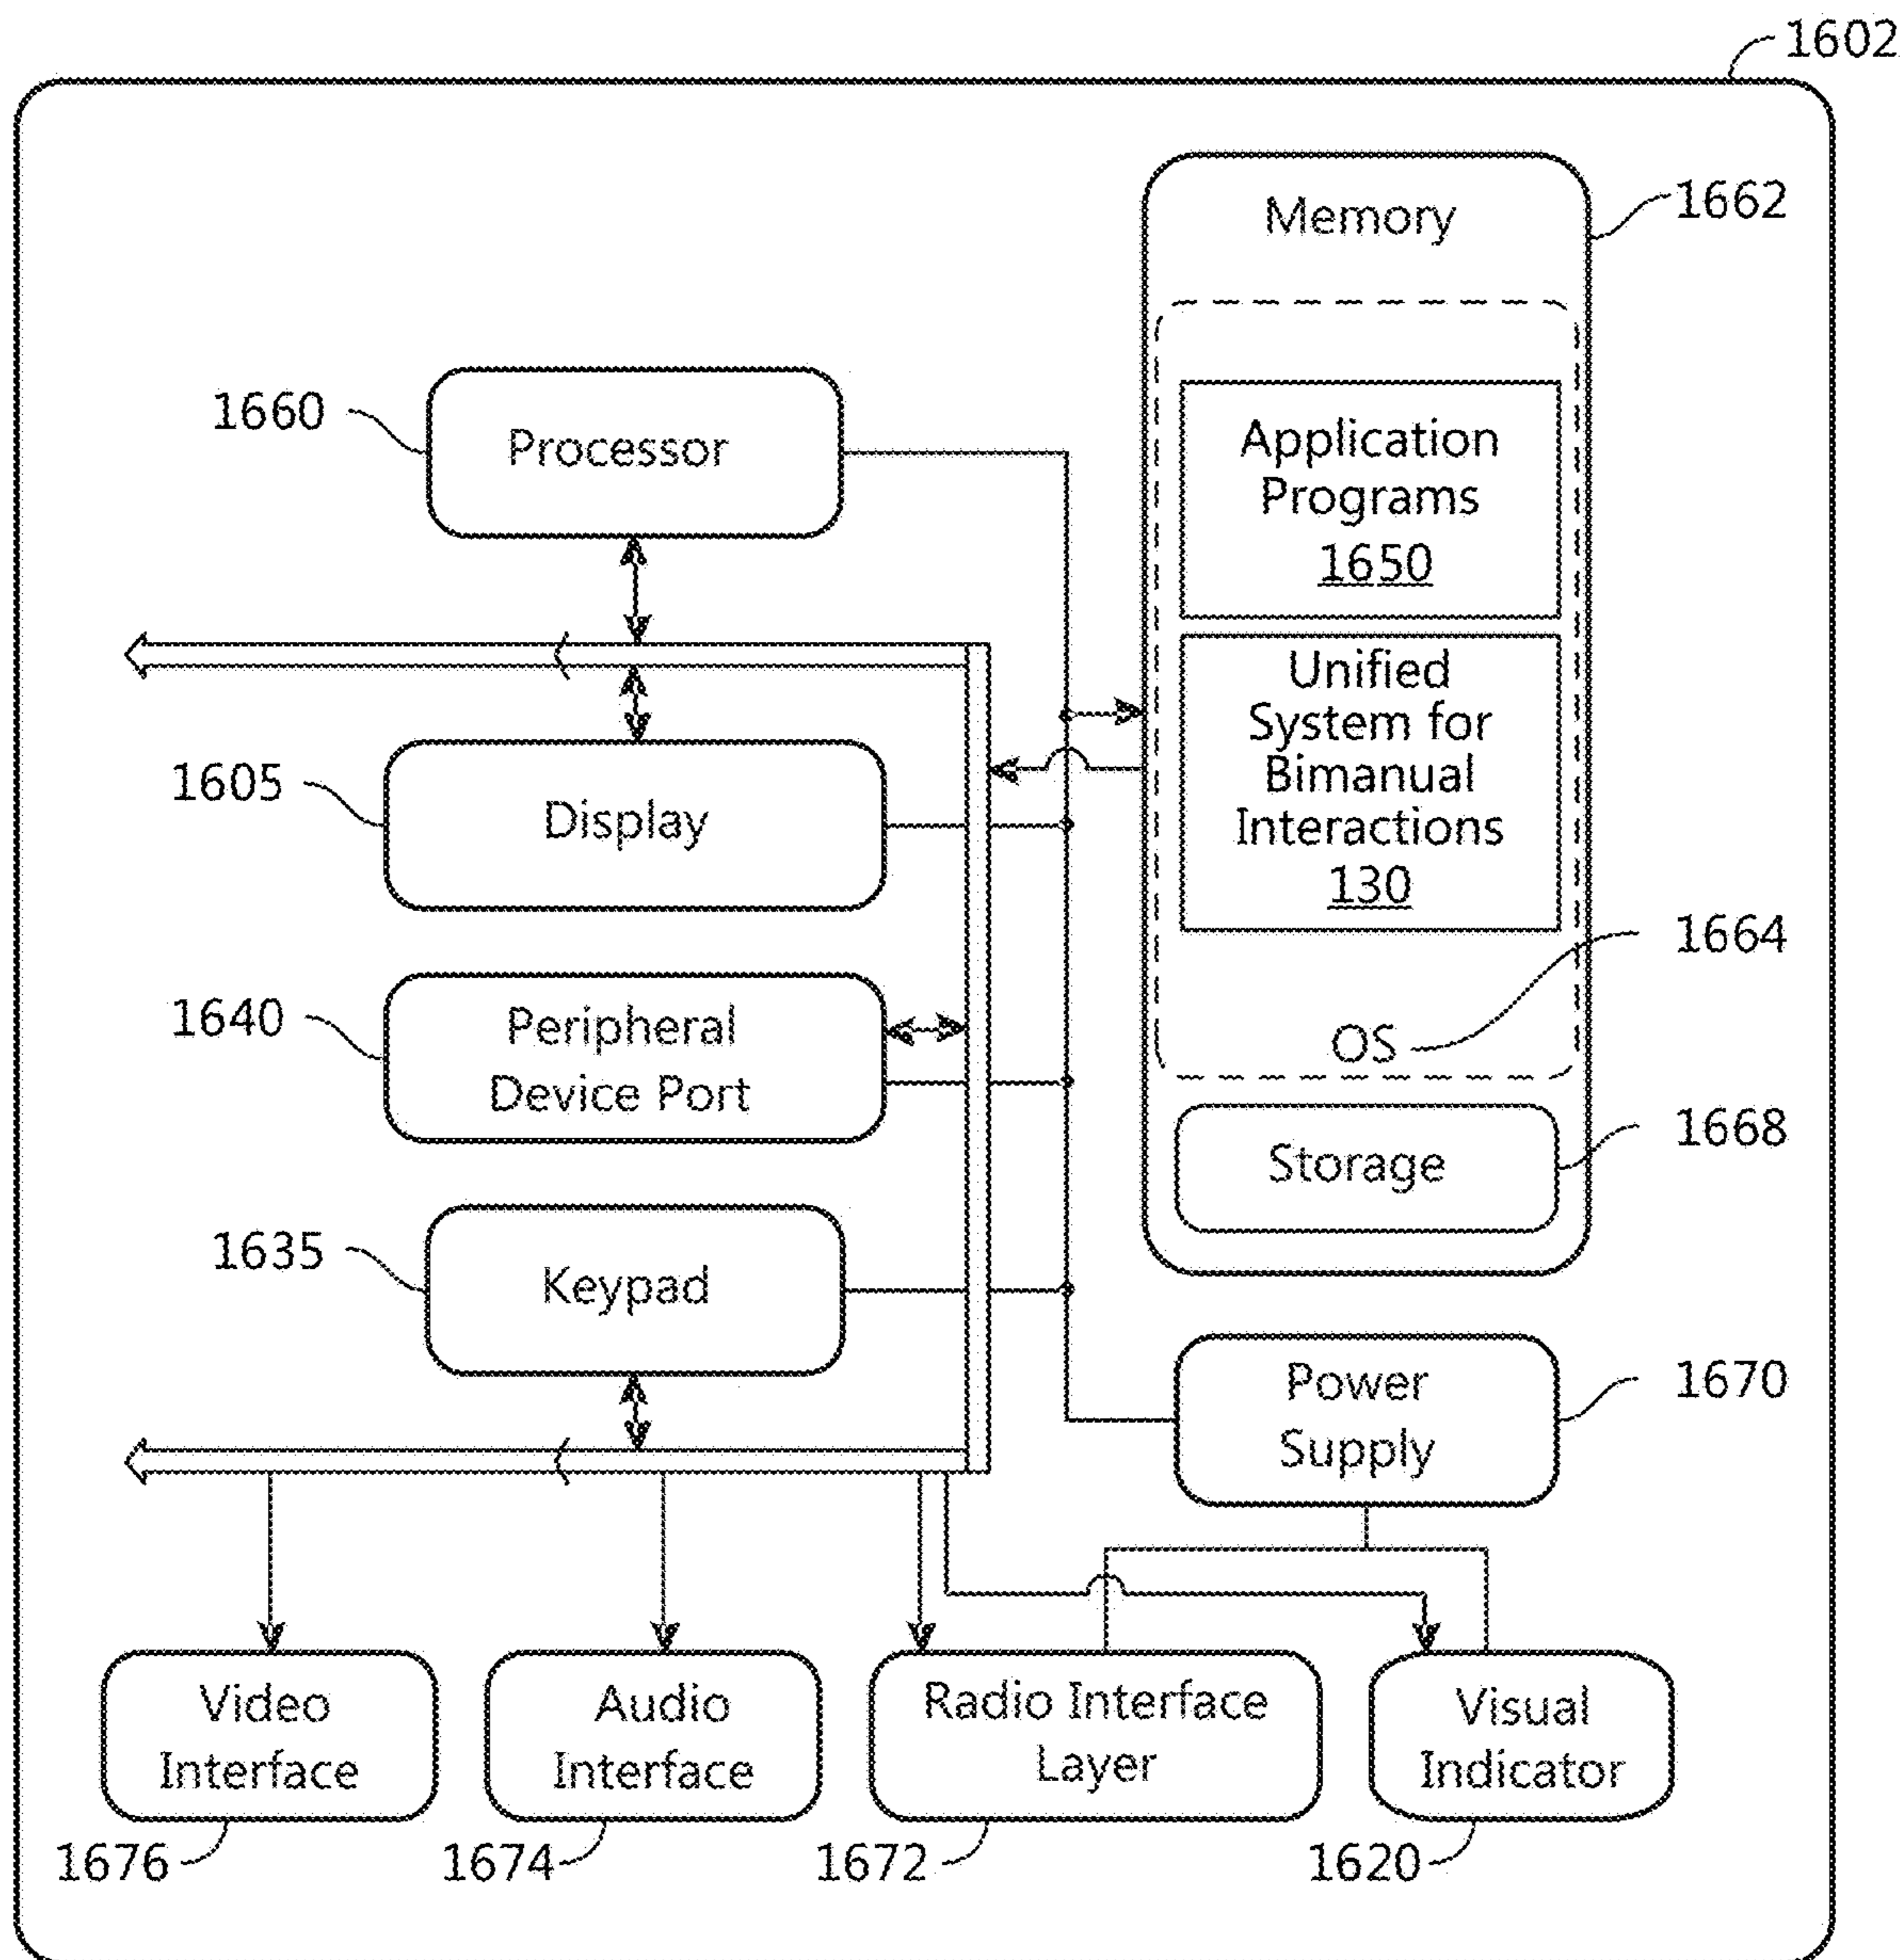 1602
Memory
1662
Application
Programs
1650
1660
Processor
Unified
System for
Bimanual
Interactions
130
1605
Display
1664
1640
Peripheral
Device Port
OS
Storage
1668
1635
Keypad
Power
Supply
1670
Video
Interface
Audio
Interface
Radio Interface
Layer
Visual
Indicator
1676
1674
1672
1620